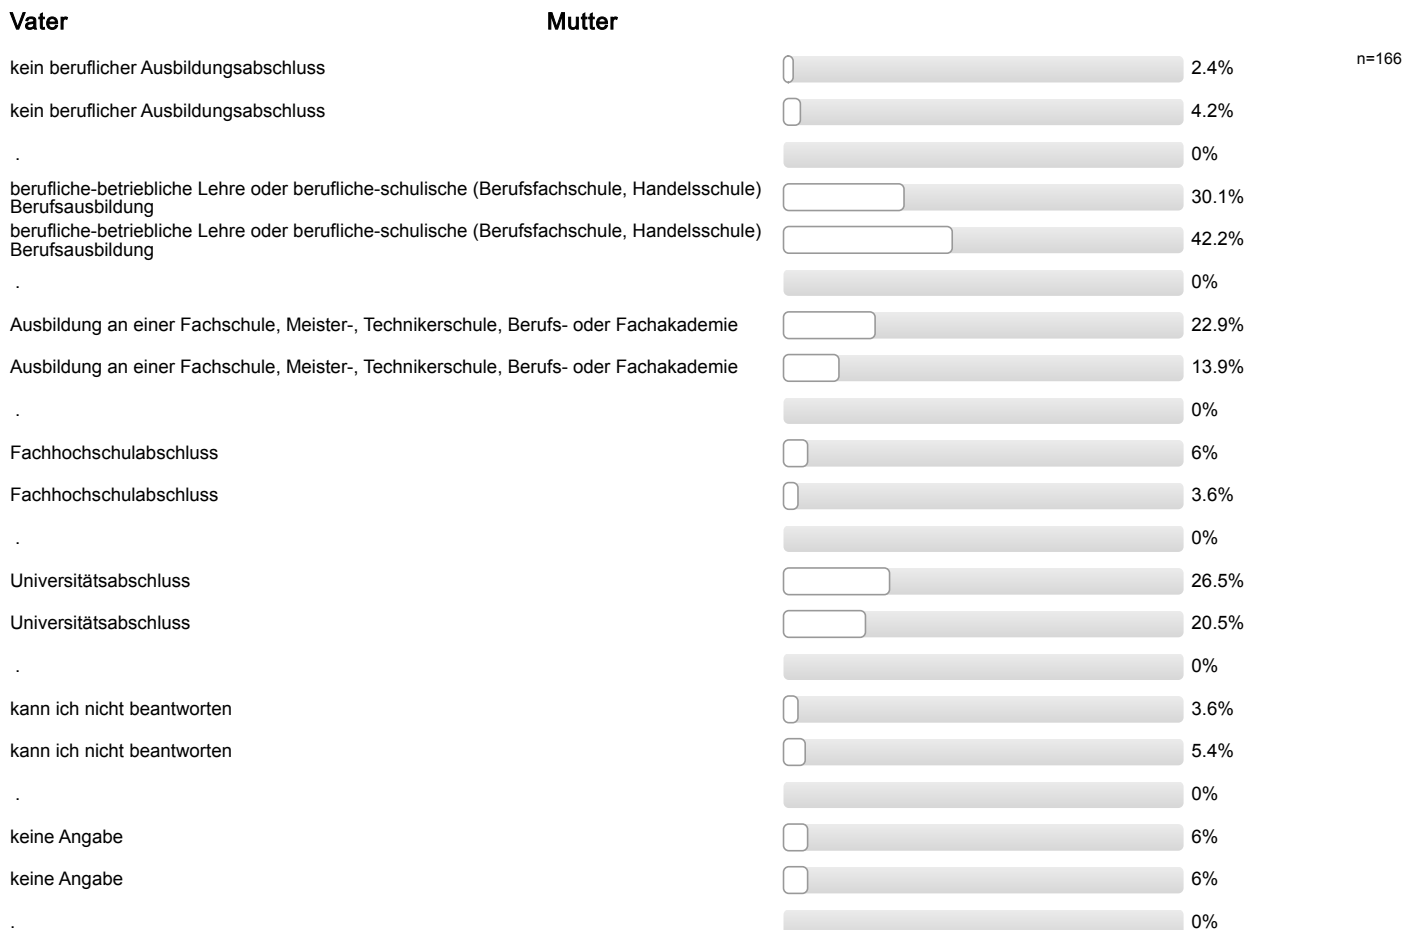 Vater Mutter
n=166
kein beruflicher Ausbildungsabschluss 2.4%
kein beruflicher Ausbildungsabschluss 4.2%
. 0%
berufliche-betriebliche Lehre oder berufliche-schulische (Berufsfachschule, Handelsschule)
Berufsausbildung 30.1%
berufliche-betriebliche Lehre oder berufliche-schulische (Berufsfachschule, Handelsschule)
Berufsausbildung 42.2%
. 0%
Ausbildung an einer Fachschule, Meister-, Technikerschule, Berufs- oder Fachakademie 22.9%
Ausbildung an einer Fachschule, Meister-, Technikerschule, Berufs- oder Fachakademie 13.9%
. 0%
Fachhochschulabschluss 6%
Fachhochschulabschluss 3.6%
. 0%
Universitätsabschluss 26.5%
Universitätsabschluss 20.5%
. 0%
kann ich nicht beantworten 3.6%
kann ich nicht beantworten 5.4%
. 0%
keine Angabe 6%
keine Angabe 6%
. 0%